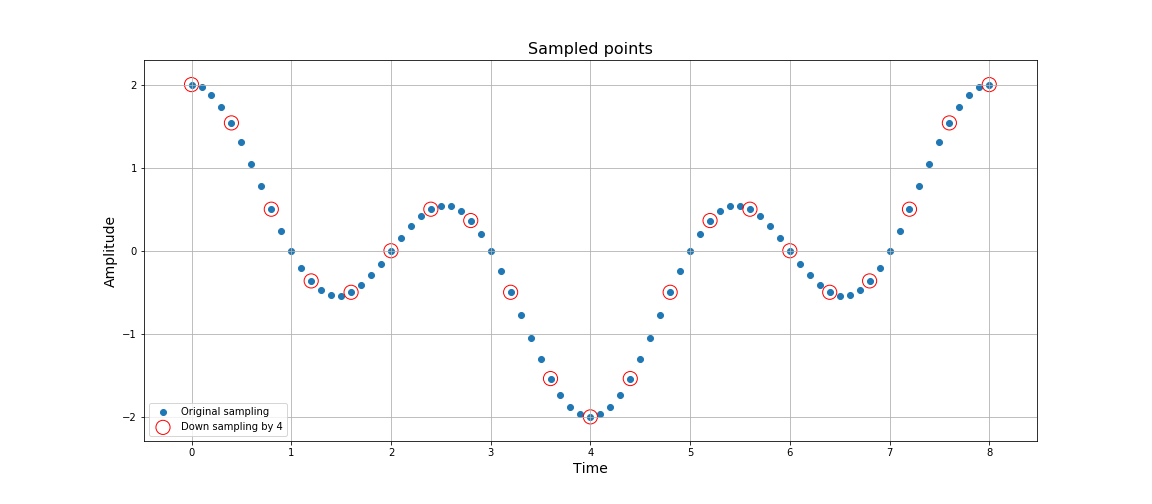 Sampled points
2
1
0
−1
−2
Amplitude
Original sampling
Down sampling by 4
0 1 2 3 4 5 6 7 8
Time